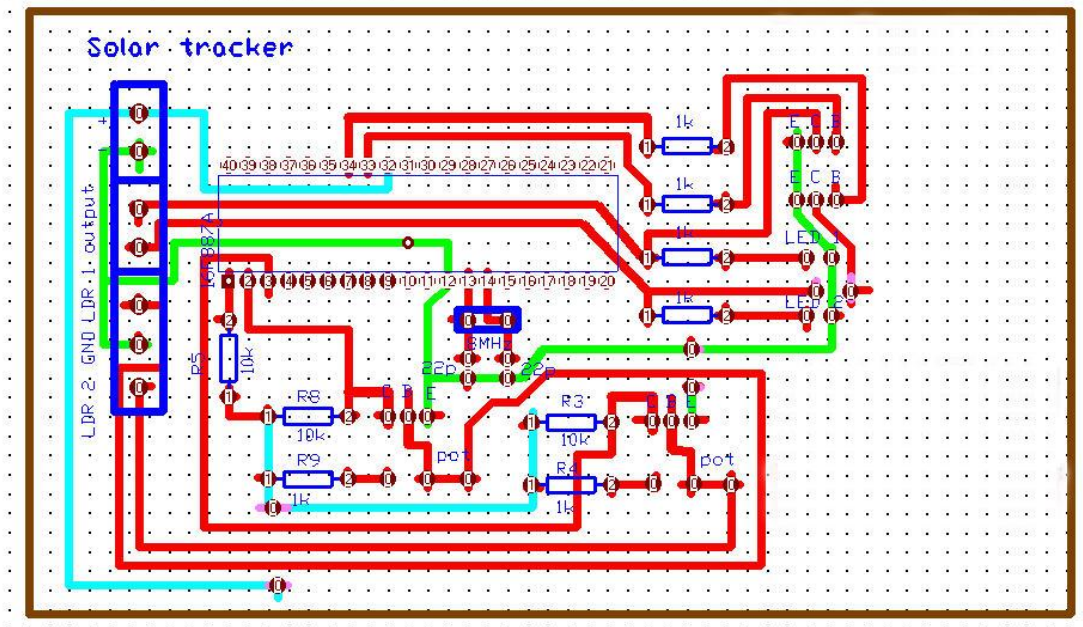 Solar tracker
+
1k
E C B
40 39 38 37 36 35 34 33 32 31 30 29 28 27 26 25 24 23 22 21
1k
E C B
output
LED 1
1k
LDR 1
1 2 3 4 5 6 7 8 9 10 11 12 13 14 15 16 17 18 19 20
LED 2
1k
GND
8MHz
22p 22p
R5
10k
LDR 2
R8
C B E
10k
R3
C B E
10k
pot
R9
1k
pot
R4
1k